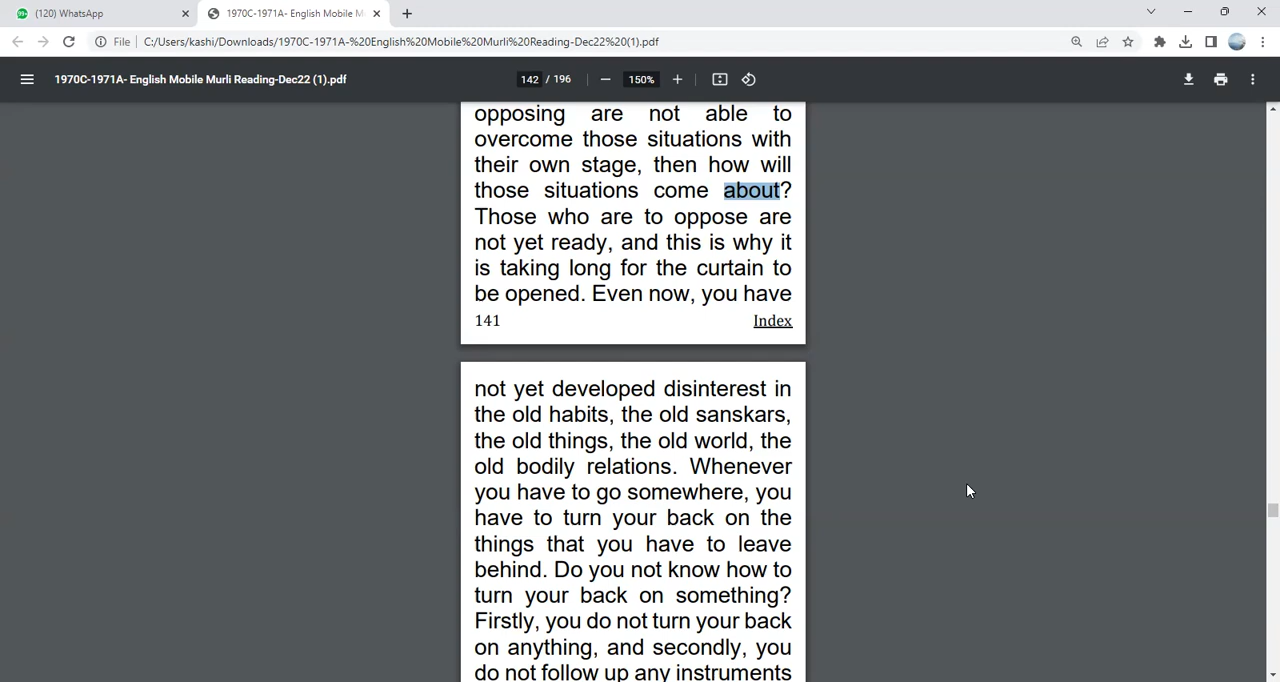 (120) WhatsApp
1970C-1971A- English Mobile M
File
C:/Users/kashi/Downloads/1970C-1971A-%20English%20Mobile%20Murli%20Reading-Dec22%20(1).pdf
1970C-1971A- English Mobile Murli Reading-Dec22 (1).pdf
142 / 196
150%
opposing are not able to
overcome those situations with
their own stage, then how will
those situations come about?
Those who are to oppose are
not yet ready, and this is why it
is taking long for the curtain to
be opened. Even now, you have
141 Index
not yet developed disinterest in
the old habits, the old sanskars,
the old things, the old world, the
old bodily relations. Whenever
you have to go somewhere, you
have to turn your back on the
things that you have to leave
behind. Do you not know how to
turn your back on something?
Firstly, you do not turn your back
on anything, and secondly, you
do not follow up any instruments